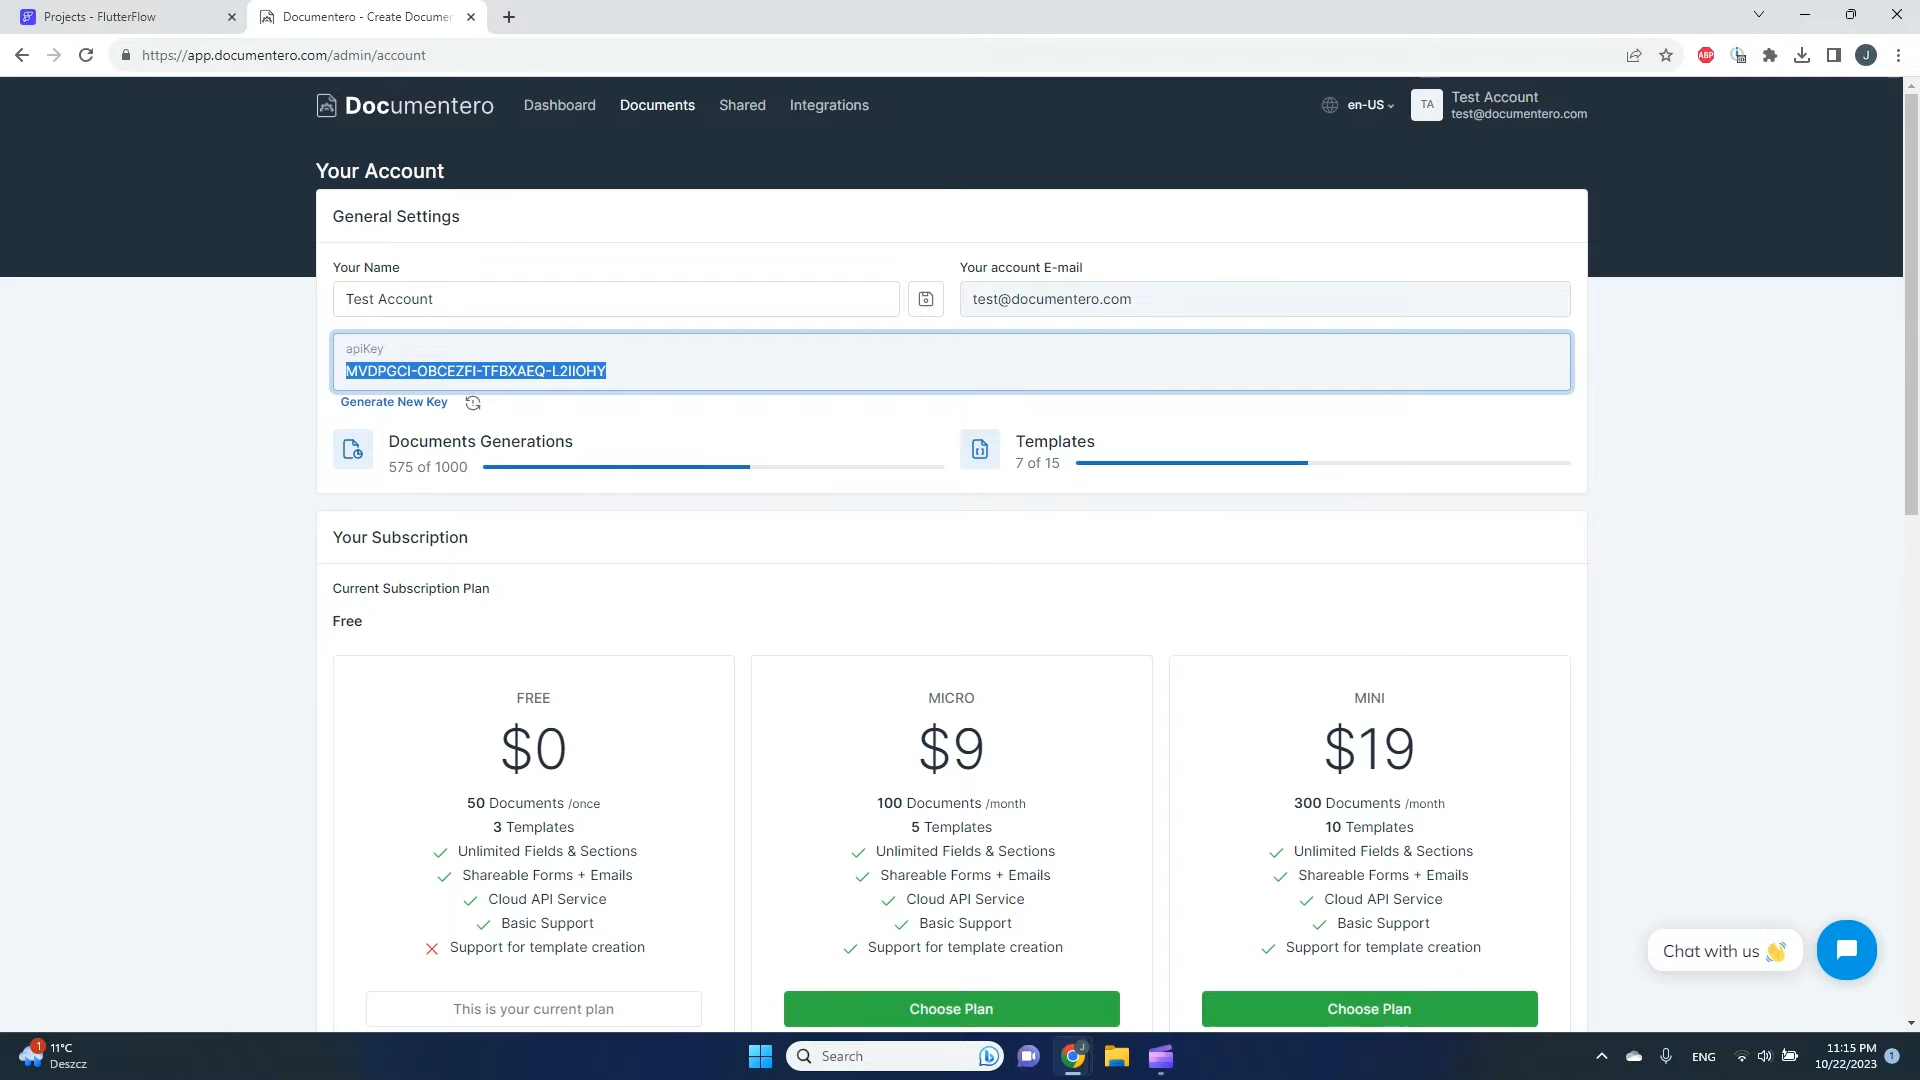 Projects - FlutterFlow
Documentero - Create Documen
https://app.documentero.com/admin/account
ABP
J
Documentero
Dashboard
Documents
Shared
Integrations
en-US
TA
Test Account
test@documentero.com
Your Account
General Settings
Your Name
Your account E-mail
Test Account
test@documentero.com
apiKey
MVDPGCI-OBCEZFI-TFBXAEQ-L2IIOHY
Generate New Key
Documents Generations
575 of 1000
Templates
7 of 15
Your Subscription
Current Subscription Plan
Free
FREE
$0
50 Documents /once
3 Templates
Unlimited Fields & Sections
Shareable Forms + Emails
Cloud API Service
Basic Support
Support for template creation
This is your current plan
MICRO
$9
100 Documents /month
5 Templates
Unlimited Fields & Sections
Shareable Forms + Emails
Cloud API Service
Basic Support
Support for template creation
Choose Plan
MINI
$19
300 Documents /month
10 Templates
Unlimited Fields & Sections
Shareable Forms + Emails
Cloud API Service
Basic Support
Support for template creation
Choose Plan
Chat with us 👋
1
11°C
Deszcz
Search
J
ENG
11:15 PM
10/22/2023
1